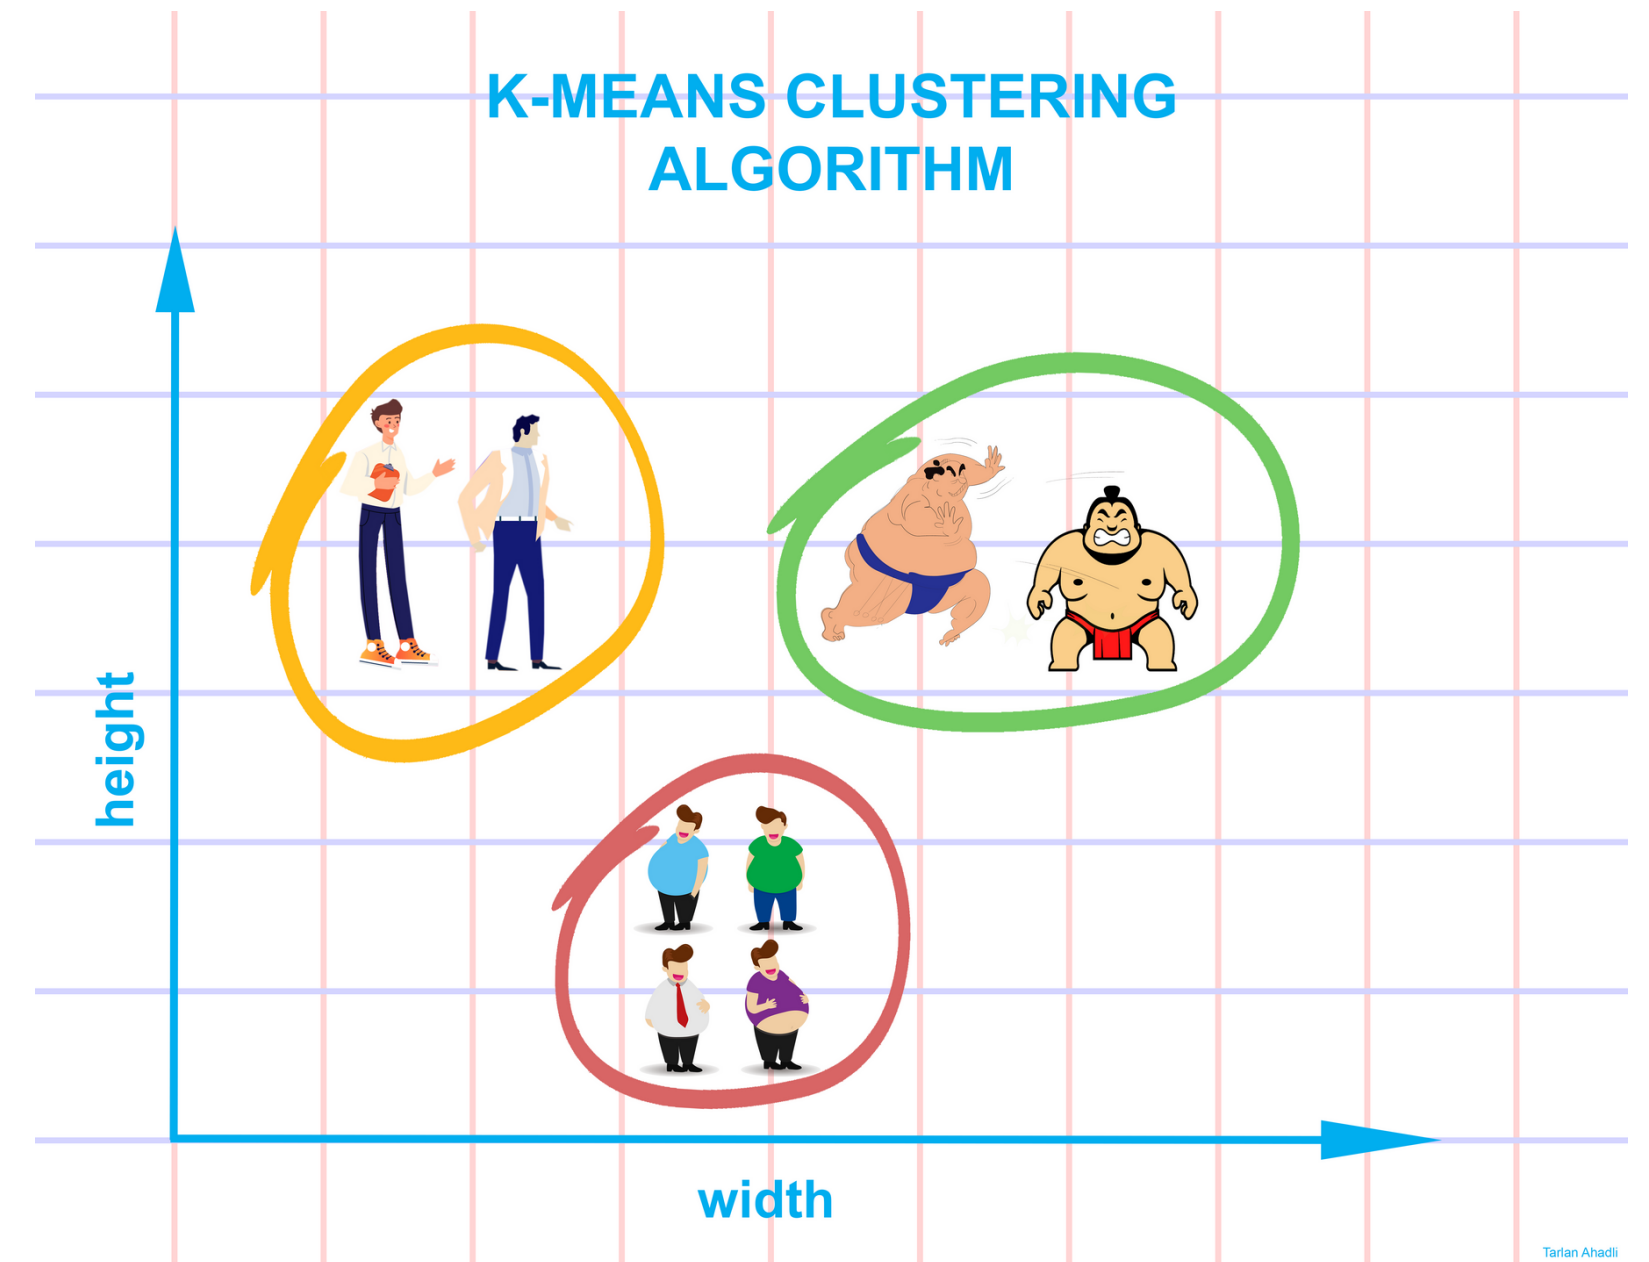 K-MEANS CLUSTERING
ALGORITHM
height
width
Tarlan Ahadli